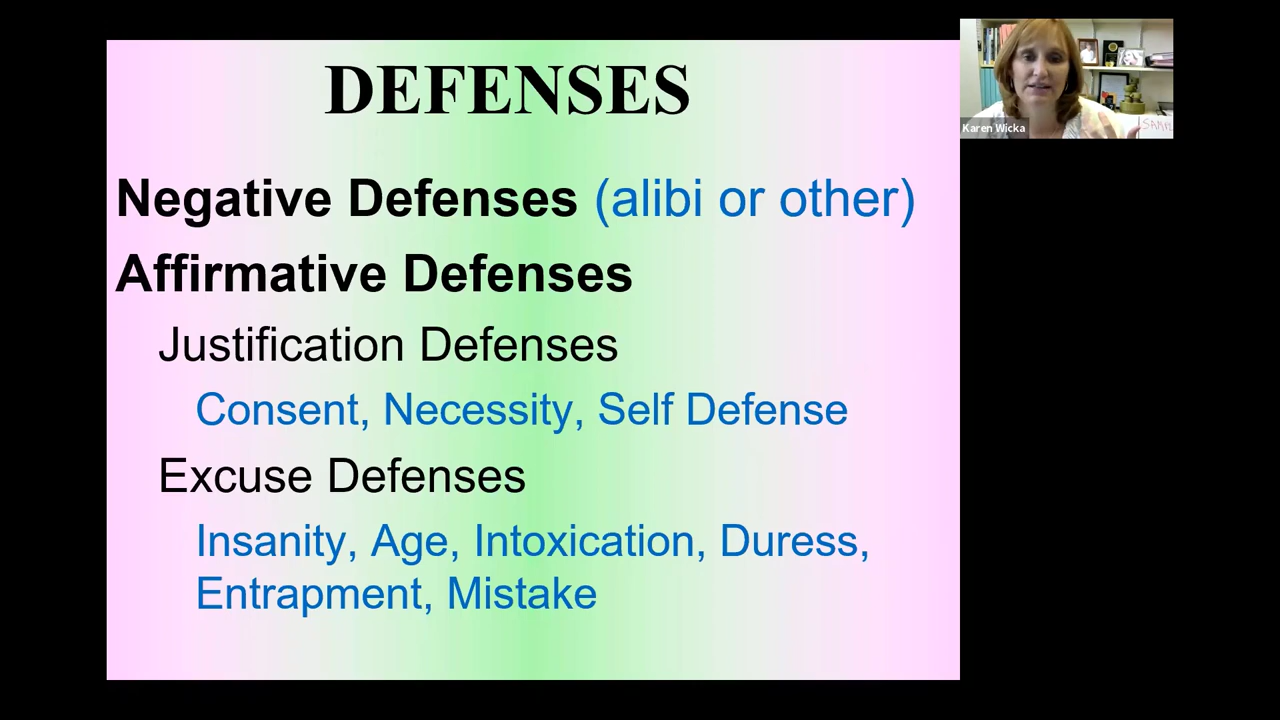 DEFENSES
Negative Defenses (alibi or other)
Affirmative Defenses
Justification Defenses
Consent, Necessity, Self Defense
Excuse Defenses
Insanity, Age, Intoxication, Duress,
Entrapment, Mistake
Karen Wicka